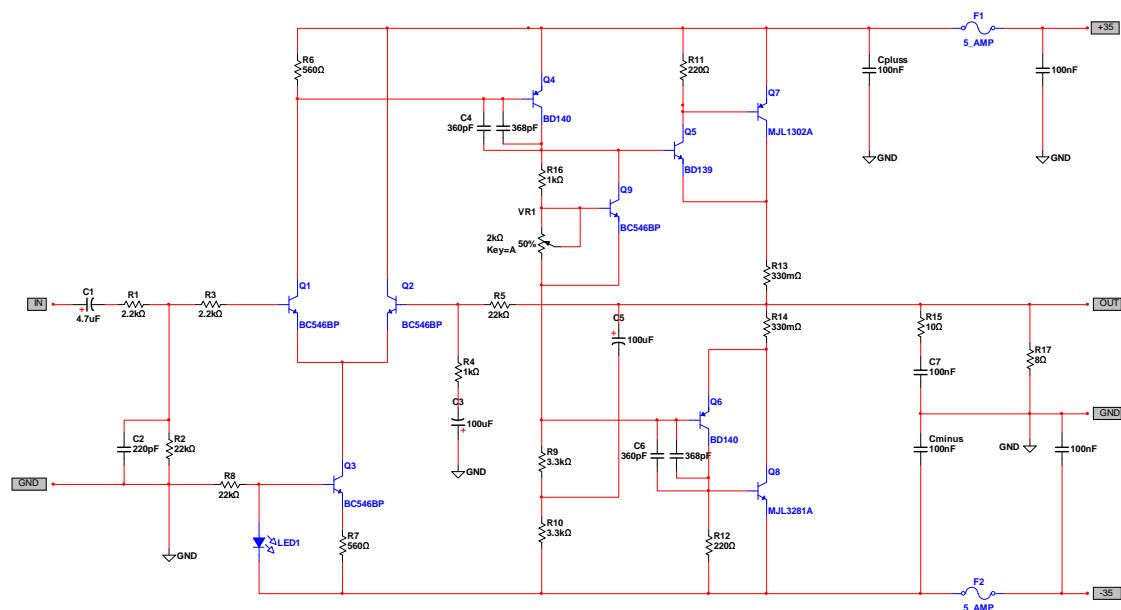 F1
5_AMP
+35
R6
560Ω
R11
220Ω
Cpluss
100nF
100nF
Q4
Q7
C4
360pF
368pF
BD140
Q5
MJL1302A
BD139
GND
GND
R16
1kΩ
Q9
VR1
BC546BP
2kΩ
50%
Key=A
R13
330mΩ
IN
C1
R1
R3
Q1
Q2
R5
OUT
+
4.7uF
2.2kΩ
2.2kΩ
22kΩ
BC546BP
BC546BP
C5
+
100uF
R14
330mΩ
R15
10Ω
R17
8Ω
R4
1kΩ
C7
100nF
C3
100uF
+
Q6
GND
C2
220pF
R2
22kΩ
BD140
C6
360pF
368pF
Cminus
100nF
GND
100nF
R9
3.3kΩ
Q3
GND
Q8
GND
R8
22kΩ
BC546BP
MJL3281A
LED1
R7
560Ω
R10
3.3kΩ
R12
220Ω
GND
F2
5_AMP
-35